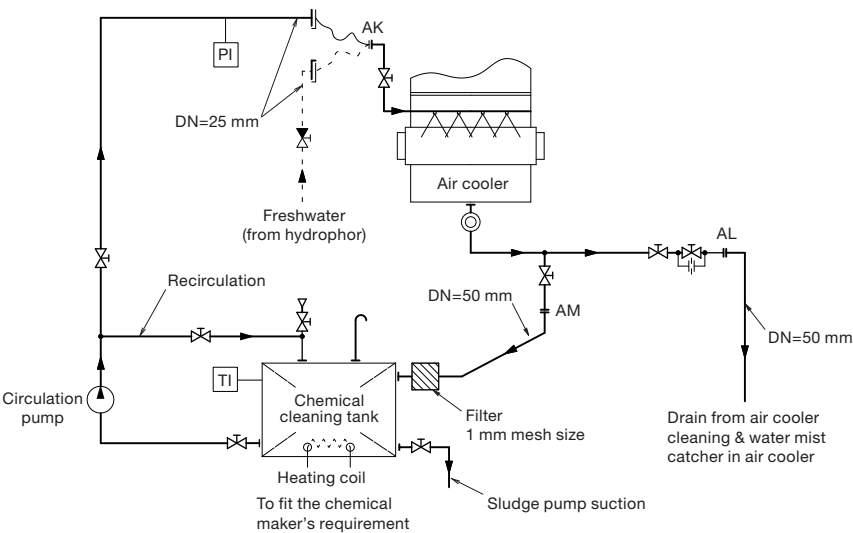 AK
PI
DN=25 mm
Air cooler
Freshwater
(from hydrophor)
AL
Recirculation
DN=50 mm
AM
DN=50 mm
TI
Circulation
pump
Chemical
cleaning tank
Filter
1 mm mesh size
Drain from air cooler
cleaning & water mist
catcher in air cooler
Heating coil
To fit the chemical
maker's requirement
Sludge pump suction